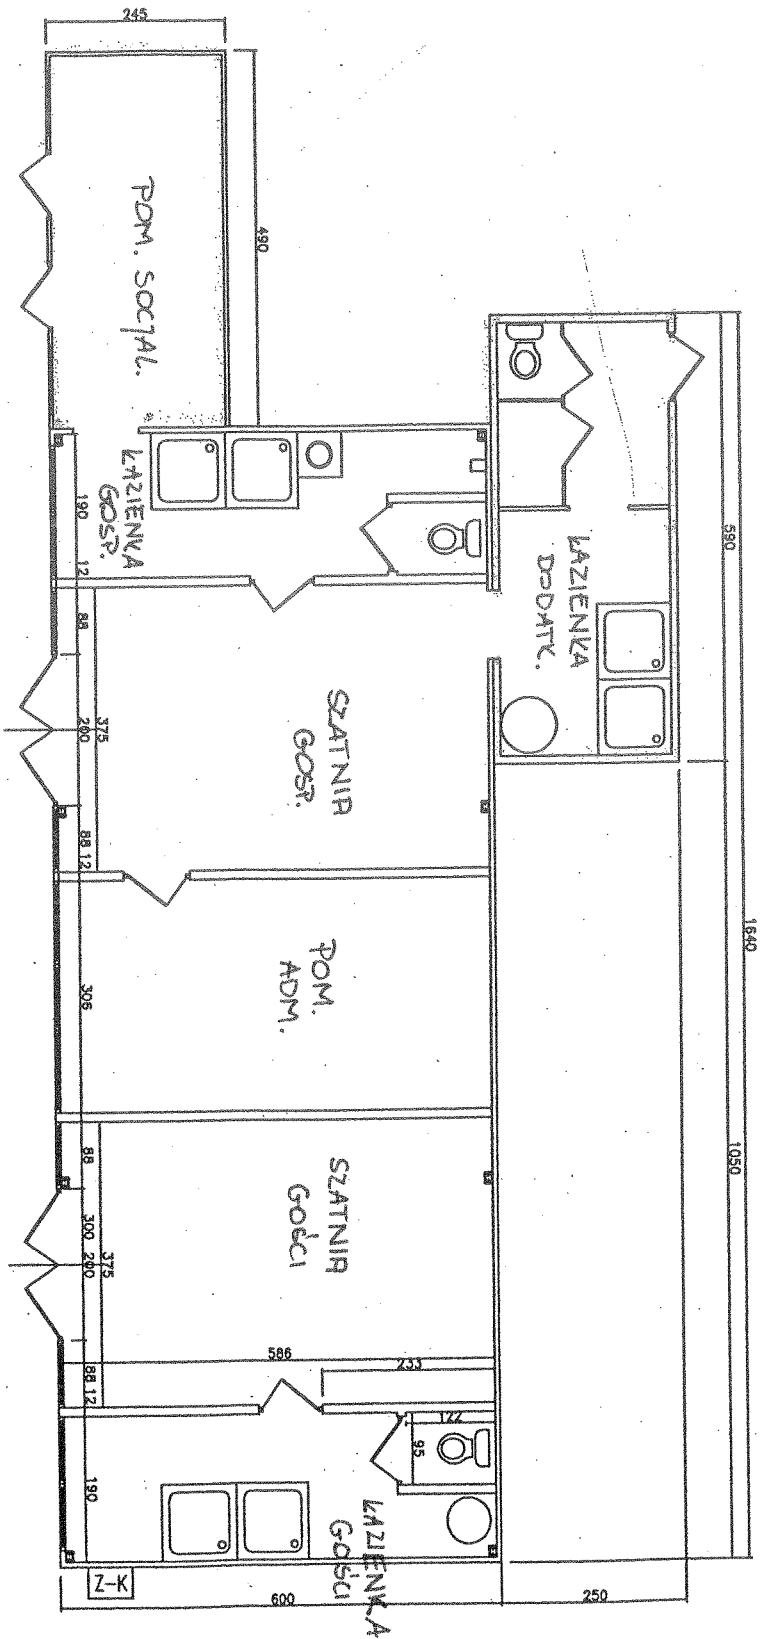 245
490
POM. SOCJAL.
ŁAZIENKA
GOSP.
190
12
88
375
200
88 12
SZATNIA
GOSP.
ŁAZIENKA
DODATK.
590
1640
1050
POM.
ADM.
306
SZATNIA
GOŚCI
88
300 200
375
88 12
586
233
122
95
190
ŁAZIENKA
GOŚCI
Z-K
600
250